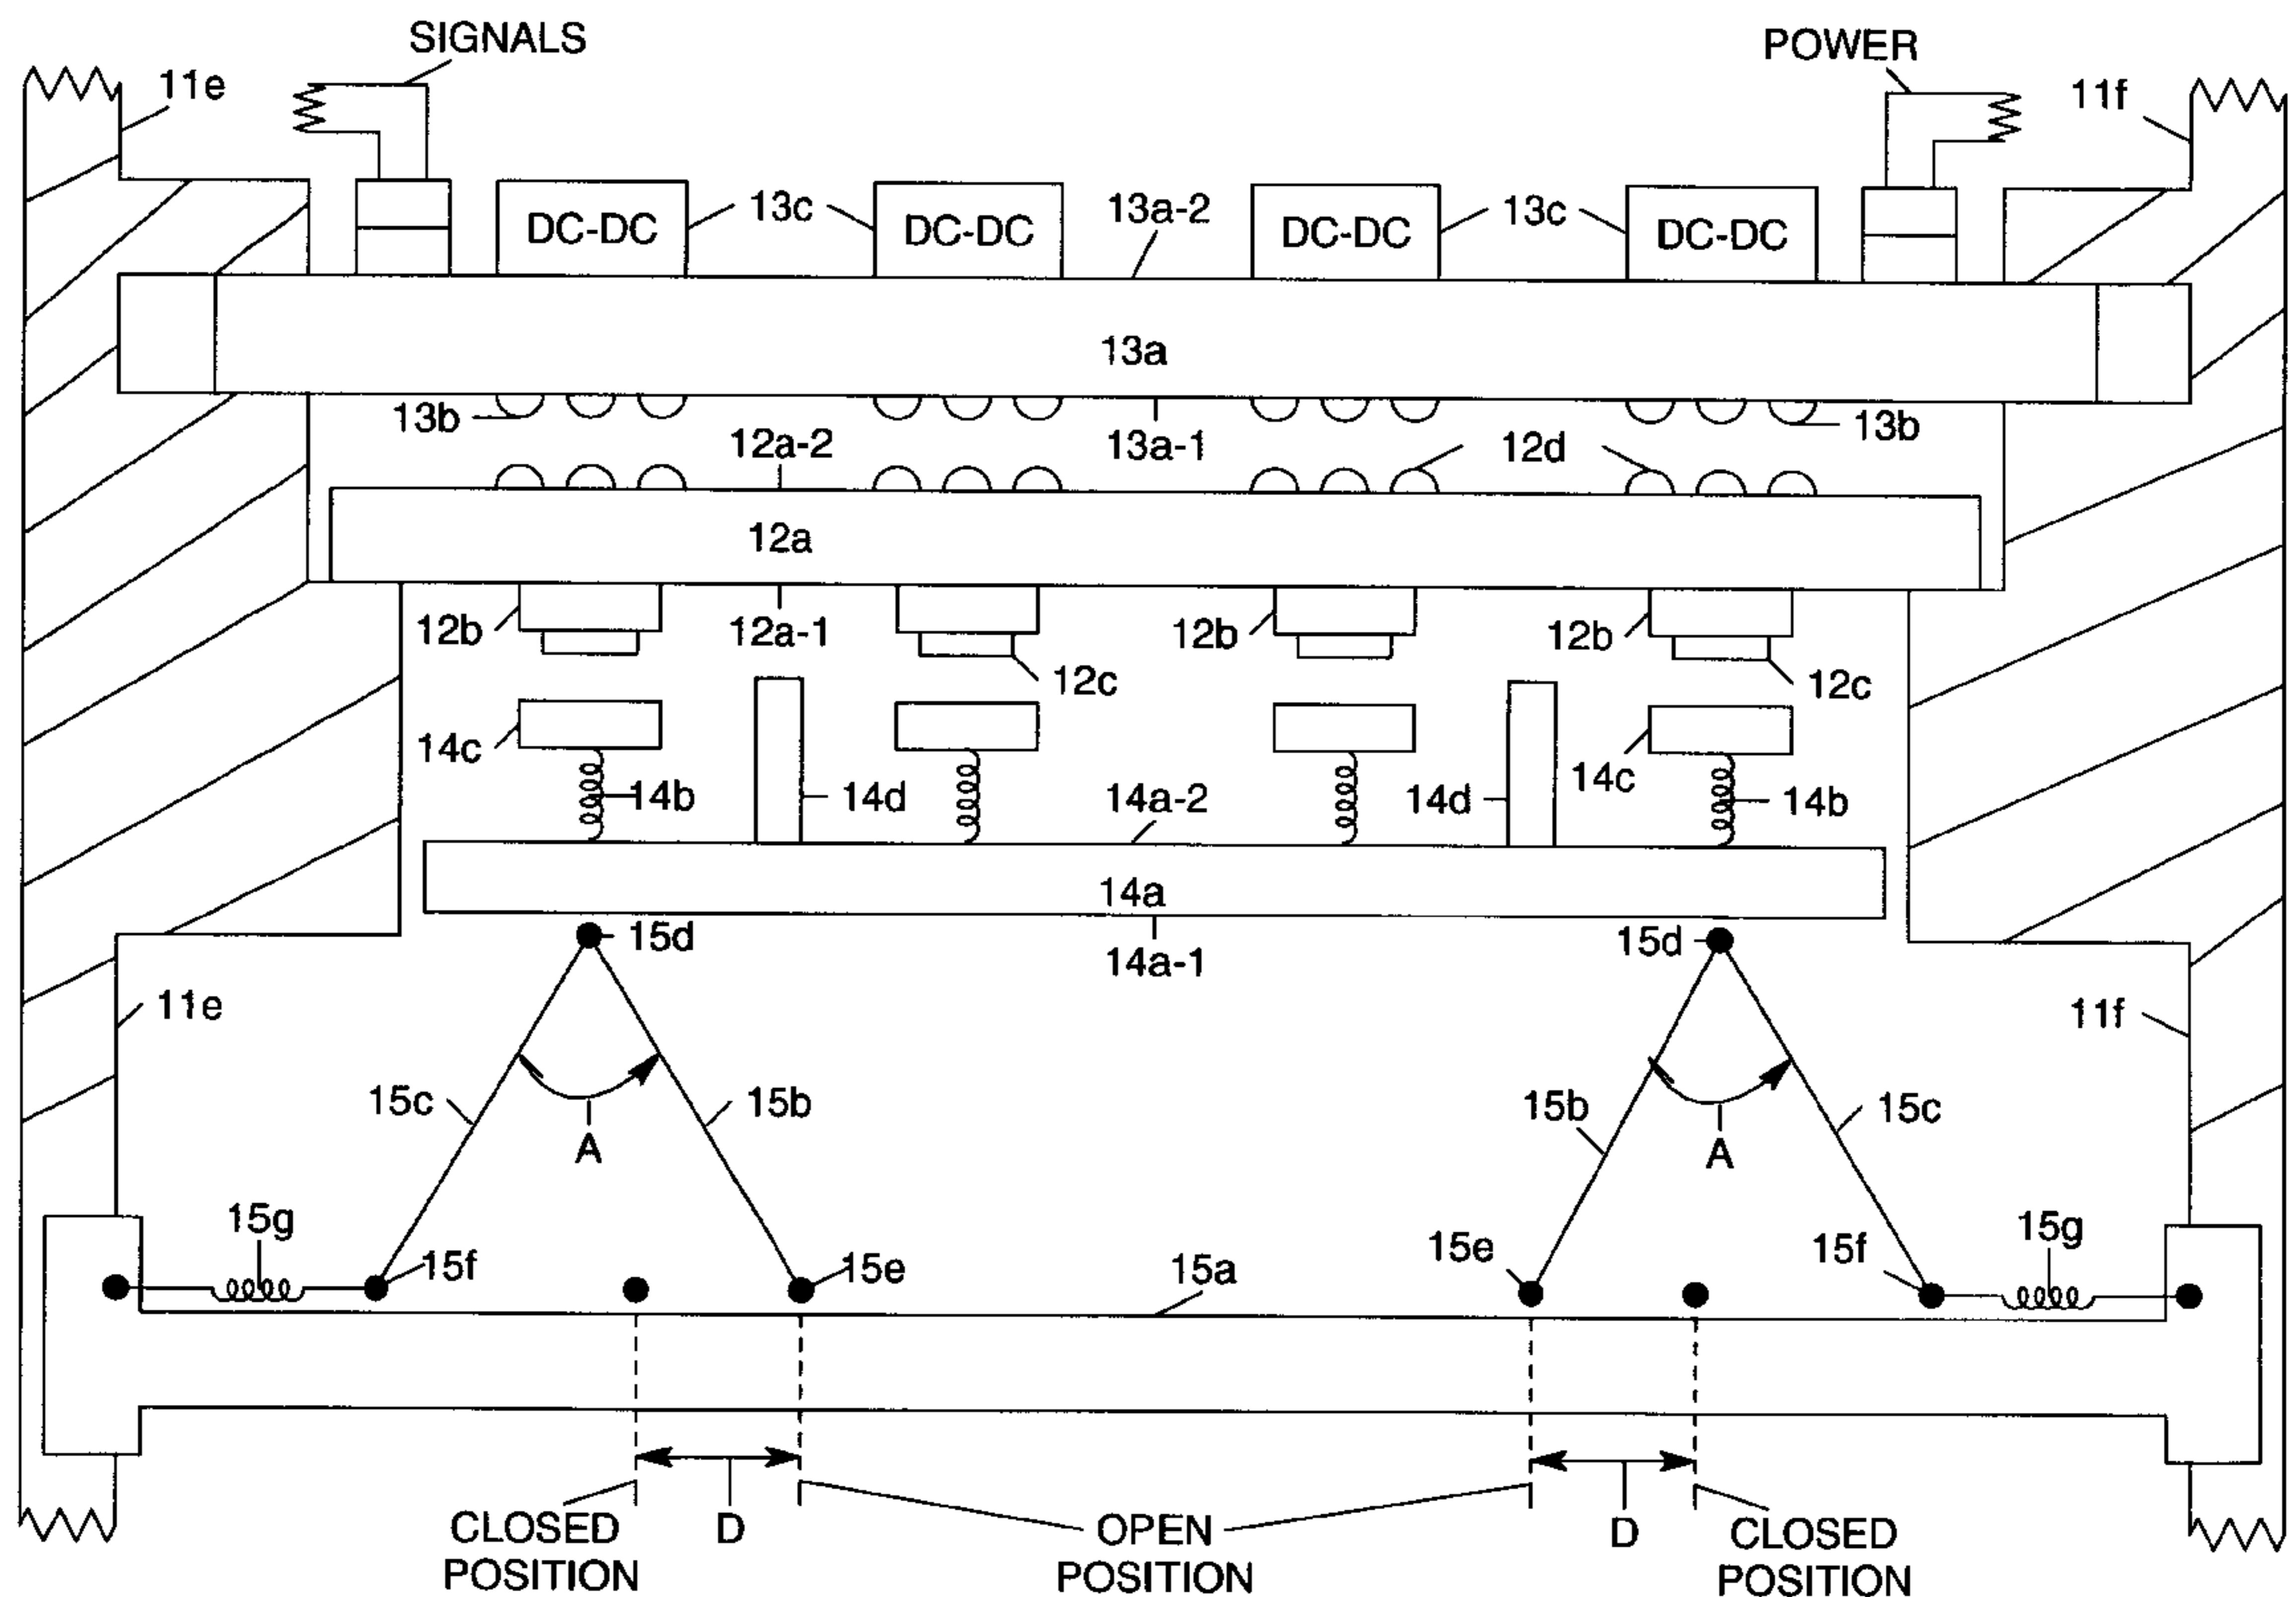 SIGNALS
POWER
11e
11f
DC-DC
13c
DC-DC
13a-2
DC-DC
13c
DC-DC
13a
13b
12a-2
13a-1
12d
13b
12a
12b
12a-1
12b
12b
12c
12c
14c
14b
14d
14a-2
14d
14c
14b
14a
15d
14a-1
15d
11e
11f
15c
15b
15b
15c
A
A
15g
15f
15e
15a
15e
15f
15g
CLOSED
POSITION
D
OPEN
POSITION
D
CLOSED
POSITION